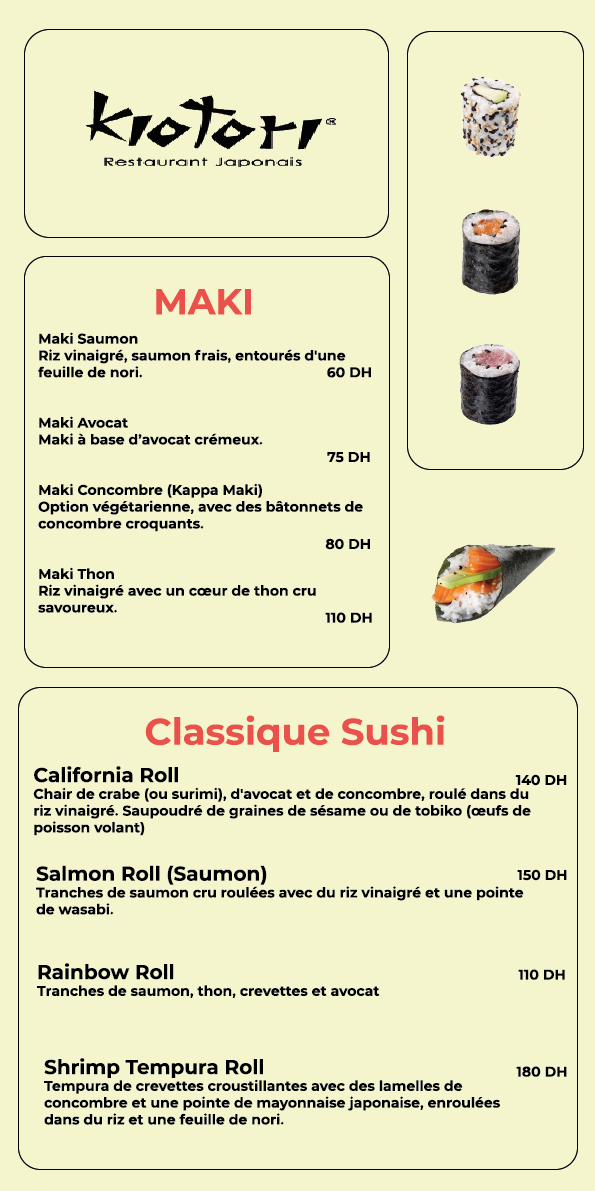 Kiotori®
Restaurant Japonais
MAKI
Maki Saumon
Riz vinaigré, saumon frais, entourés d'une
feuille de nori. 60 DH
Maki Avocat
Maki à base d’avocat crémeux.
75 DH
Maki Concombre (Kappa Maki)
Option végétarienne, avec des bâtonnets de
concombre croquants.
80 DH
Maki Thon
Riz vinaigré avec un cœur de thon cru
savoureux.
110 DH
Classique Sushi
California Roll 140 DH
Chair de crabe (ou surimi), d'avocat et de concombre, roulé dans du
riz vinaigré. Saupoudré de graines de sésame ou de tobiko (œufs de
poisson volant)
Salmon Roll (Saumon) 150 DH
Tranches de saumon cru roulées avec du riz vinaigré et une pointe
de wasabi.
Rainbow Roll 110 DH
Tranches de saumon, thon, crevettes et avocat
Shrimp Tempura Roll 180 DH
Tempura de crevettes croustillantes avec des lamelles de
concombre et une pointe de mayonnaise japonaise, enroulées
dans du riz et une feuille de nori.